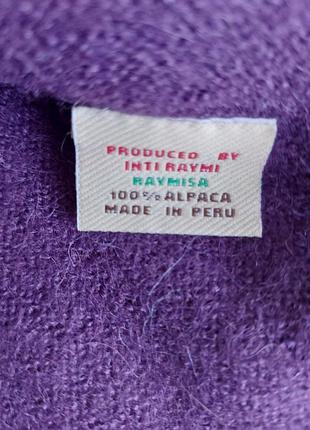 PRODUCED BY
INTI RAYMI
RAYMISA
100% ALPACA
MADE IN PERU